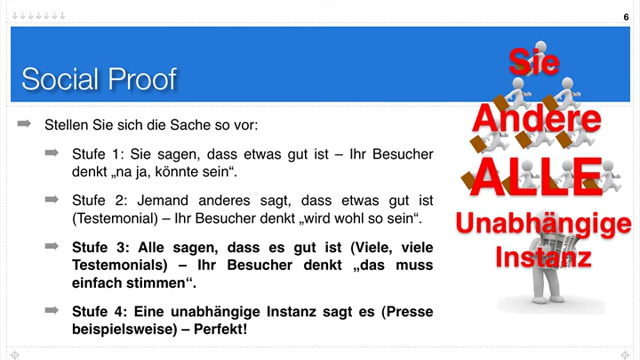 6
Social Proof
Stellen Sie sich die Sache so vor:
Stufe 1: Sie sagen, dass etwas gut ist – Ihr Besucher
denkt „na ja, könnte sein“.
Stufe 2: Jemand anderes sagt, dass etwas gut ist
(Testemonial) – Ihr Besucher denkt „wird wohl so sein“.
Stufe 3: Alle sagen, dass es gut ist (Viele, viele
Testemonials) – Ihr Besucher denkt „das muss
einfach stimmen“.
Stufe 4: Eine unabhängige Instanz sagt es (Presse
beispielsweise) – Perfekt!
Sie
Andere
ALLE
Unabhängige
Instanz